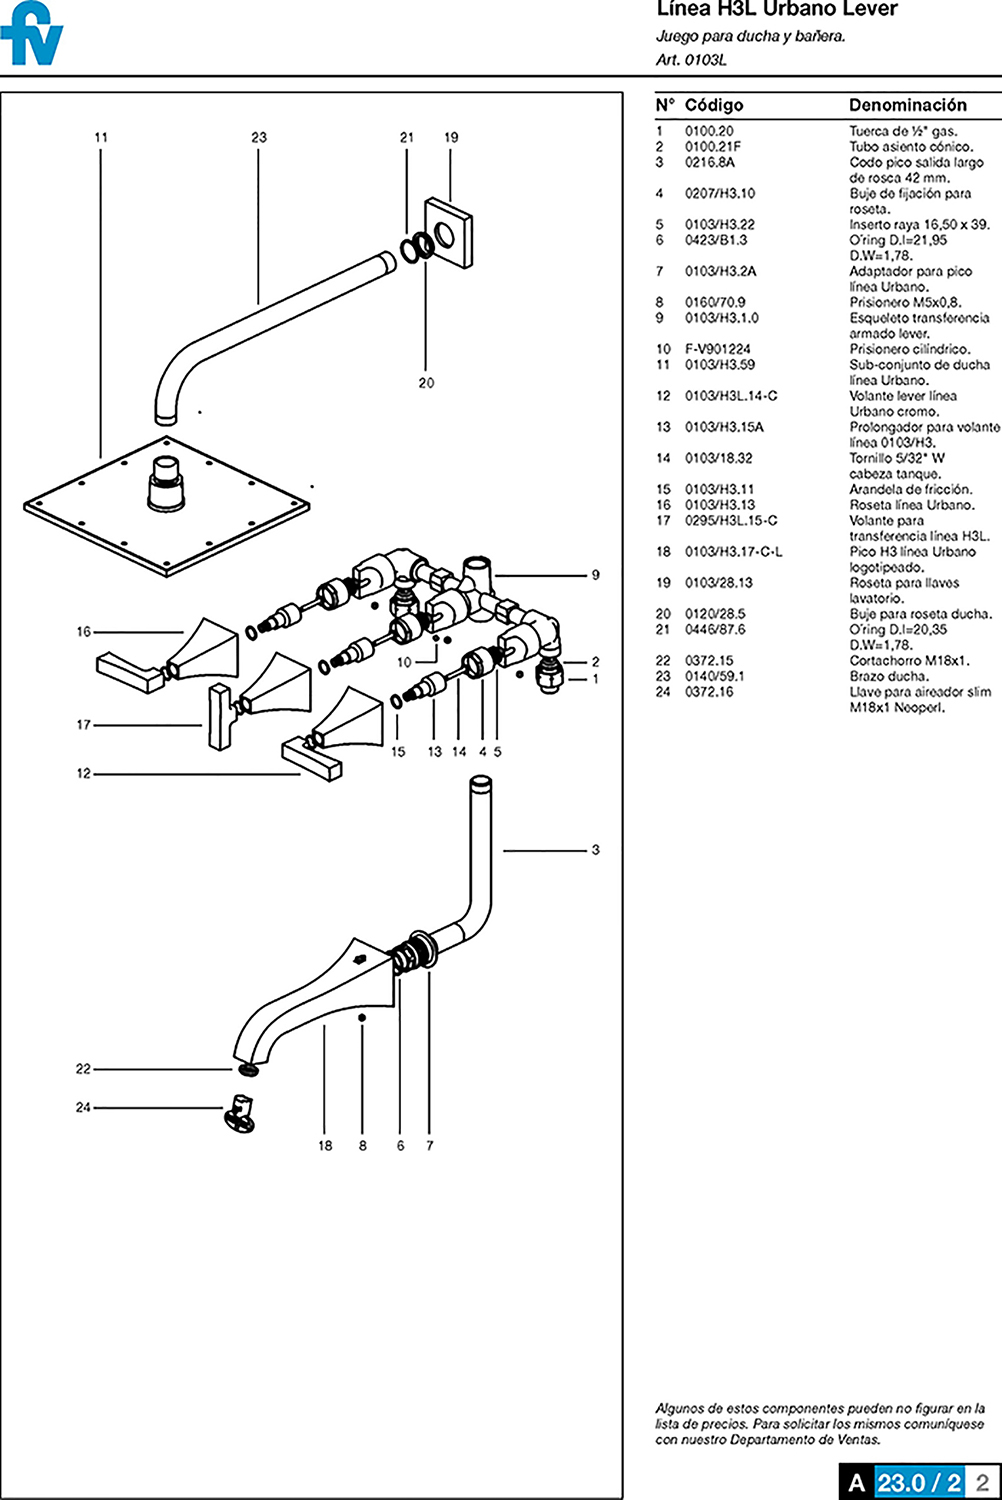 fv
Línea H3L Urbano Lever
Juego para ducha y bañera.
Art. 0103L
N° Código Denominación
1 0100.20 Tuerca de ½" gas.
2 0100.21F Tubo asiento cónico.
3 0216.8A Codo pico salida largo
de rosca 42 mm.
4 0207/H3.10 Buje de fijación para
roseta.
5 0103/H3.22 Inserto raya 16,50 x 39.
6 0423/B1.3 O'ring D.I=21,95
D.W=1,78.
7 0103/H3.2A Adaptador para pico
línea Urbano.
8 0160/70.9 Prisionero M5x0,8.
9 0103/H3.1.0 Esqueleto transferencia
armado lever.
10 F-V901224 Prisionero cilíndrico.
11 0103/H3.59 Sub-conjunto de ducha
línea Urbano.
12 0103/H3L.14-C Volante lever línea
Urbano cromo.
13 0103/H3.15A Prolongador para volante
línea 0103/H3.
14 0103/18.32 Tornillo 5/32" W
cabeza tanque.
15 0103/H3.11 Arandela de fricción.
16 0103/H3.13 Roseta línea Urbano.
17 0295/H3L.15-C Volante para
transferencia línea H3L.
18 0103/H3.17-C-L Pico H3 línea Urbano
logotipeado.
19 0103/28.13 Roseta para llaves
lavatorio.
20 0120/28.5 Buje para roseta ducha.
21 0446/87.6 O'ring D.I=20,35
D.W=1,78.
22 0372.15 Cortachorro M18x1.
23 0140/59.1 Brazo ducha.
24 0372.16 Llave para aireador slim
M18x1 Neoperl.
11 23 21 19
20
9
16
10
2
1
17
15 13 14 4 5
12
3
22
24
18 8 6 7
Algunos de estos componentes pueden no figurar en la
lista de precios. Para solicitar los mismos comuníquese
con nuestro Departamento de Ventas.
A 23.0 / 2 2